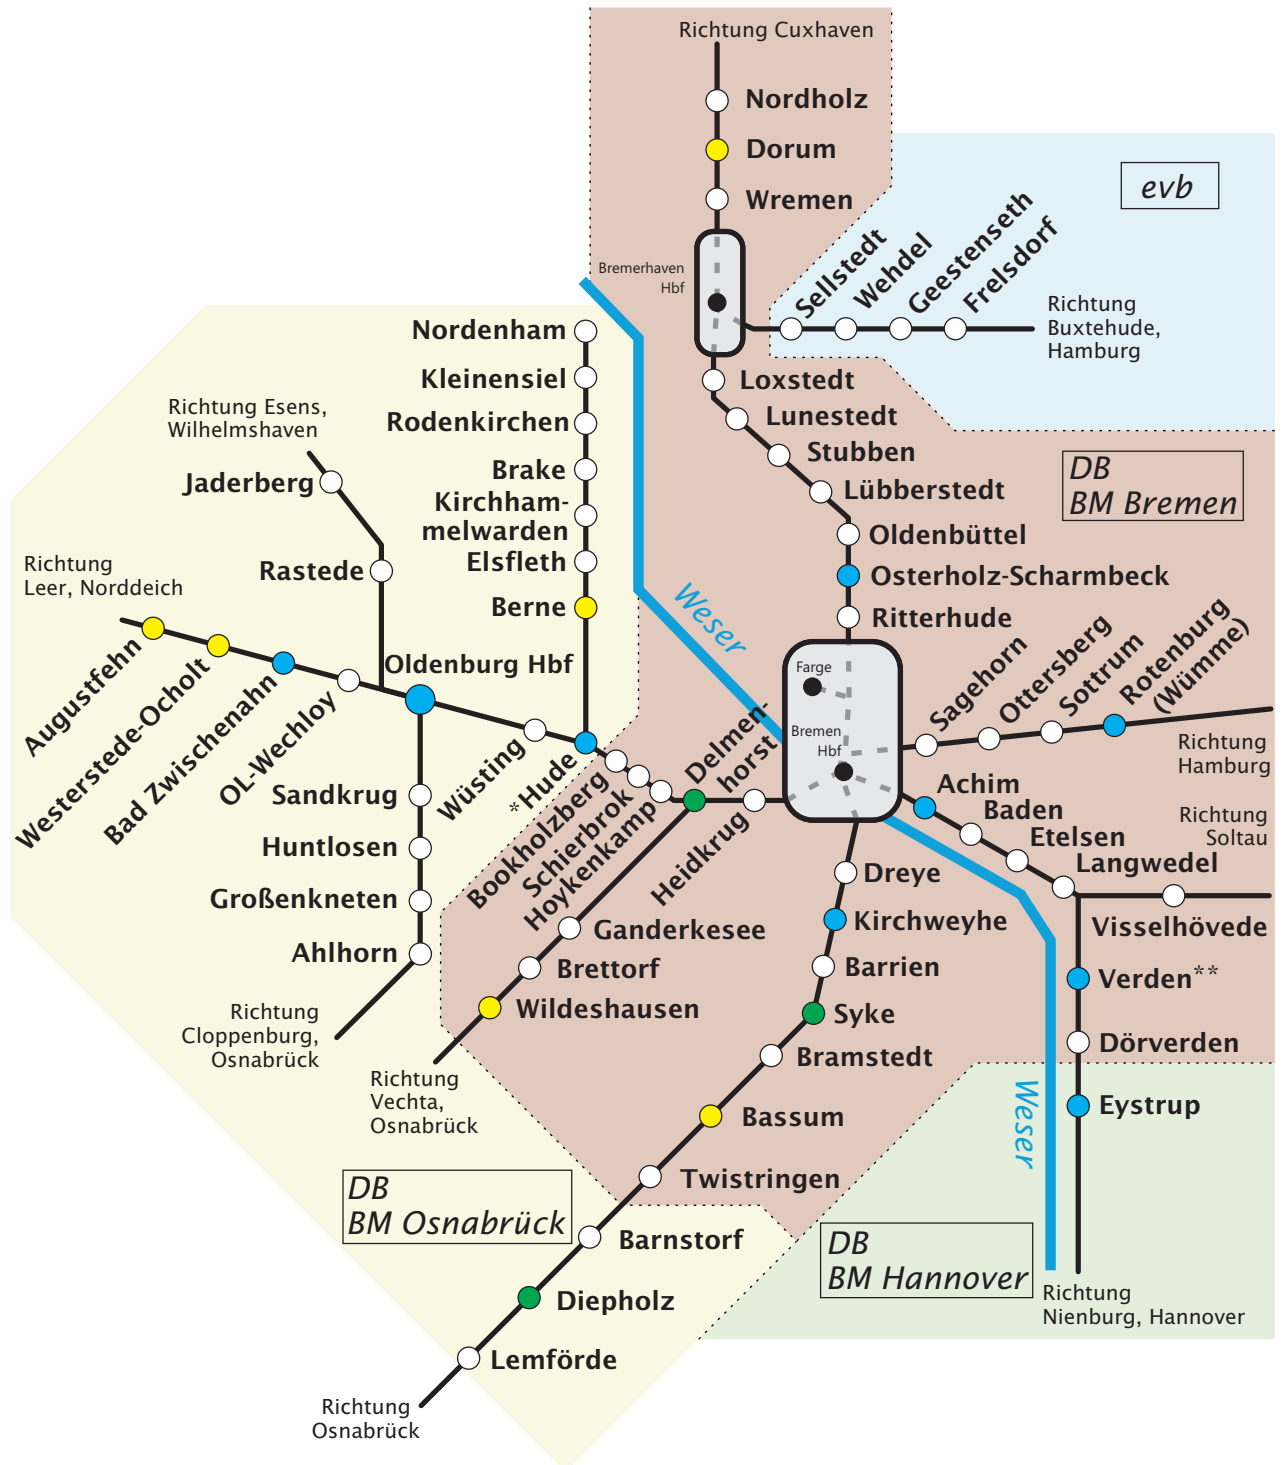 Richtung Cuxhaven
Nordholz
Dorum
evb
Wremen
Sellstedt
Wehdel
Geestenseth
Frelsdorf
Bremerhaven
Hbf
Richtung
Buxtehude,
Hamburg
Nordenham
Kleinensiel
Rodenkirchen
Brake
Kirchham-
melwarden
Elsfleth
Berne
Loxstedt
Lunestedt
Stubben
Lübberstedt
Oldenbüttel
Osterholz-Scharmbeck
Ritterhude
DB
BM Bremen
Richtung Esens,
Wilhelmshaven
Jaderberg
Rastede
Richtung
Leer, Norddeich
Augustfehn
Westerstede-Ocholt
Bad Zwischenahn
OL-Wechloy
Oldenburg Hbf
Wüsting
*Hude
Bookholzberg
Schierbrok
Hoykenkamp
Delmen-
horst
Heidkrug
Weser
Farge
Bremen
Hbf
Sagehorn
Ottersberg
Sottrum
Rotenburg
(Wümme)
Richtung
Hamburg
Achim
Baden
Etelsen
Langwedel
Richtung
Soltau
Visselhövede
Verden**
Dörverden
Eystrup
Sandkrug
Huntlosen
Großenkneten
Ahlhorn
Richtung
Cloppenburg,
Osnabrück
Ganderkesee
Brettorf
Wildeshausen
Richtung
Vechta,
Osnabrück
Dreye
Kirchweyhe
Barrien
Syke
Bramstedt
Bassum
Twistringen
Barnstorf
Diepholz
Lemförde
Richtung
Osnabrück
DB
BM Osnabrück
DB
BM Hannover
Weser
Richtung
Nienburg, Hannover